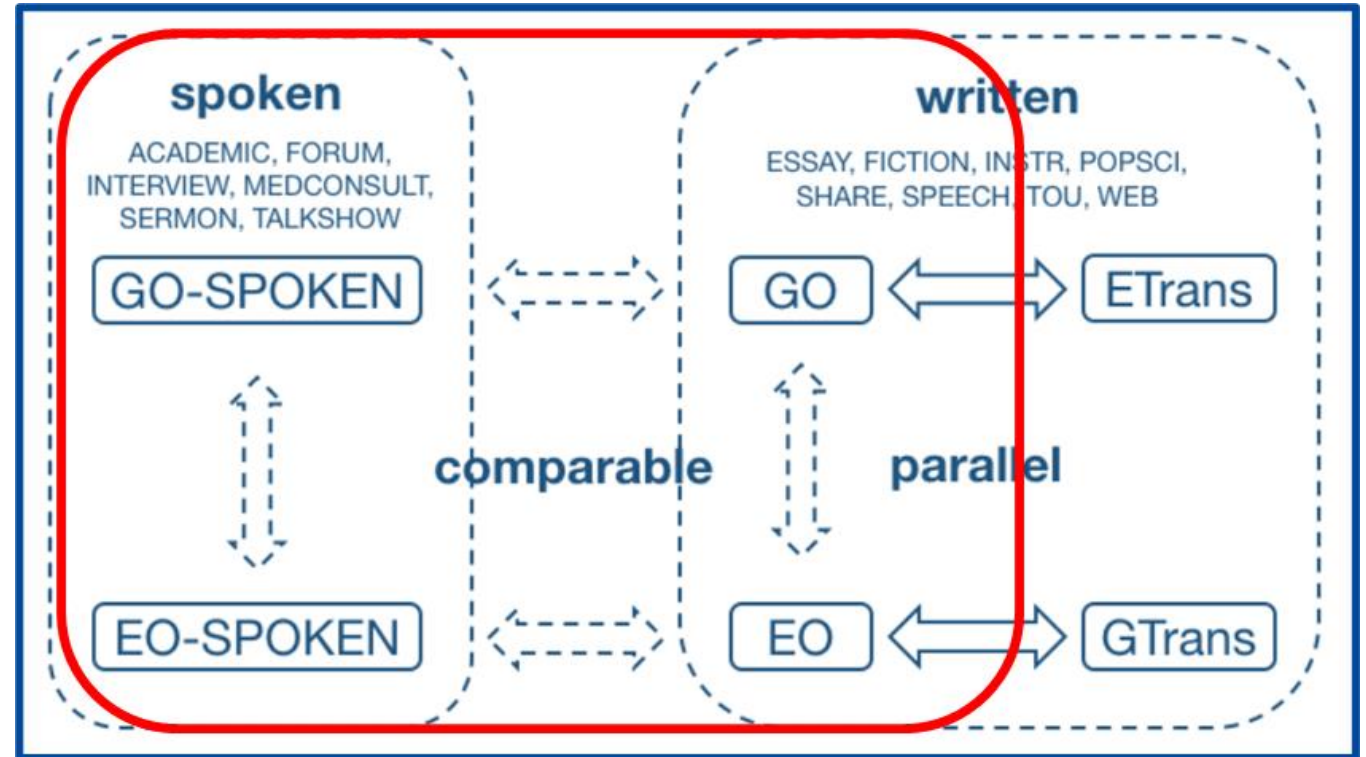 spoken
ACADEMIC, FORUM,
INTERVIEW, MEDCONSULT,
SERMON, TALKSHOW
written
ESSAY, FICTION, INSTR, POPSCI,
SHARE, SPEECH, TOU, WEB
GO-SPOKEN
GO
ETrans
comparable
parallel
EO-SPOKEN
EO
GTrans